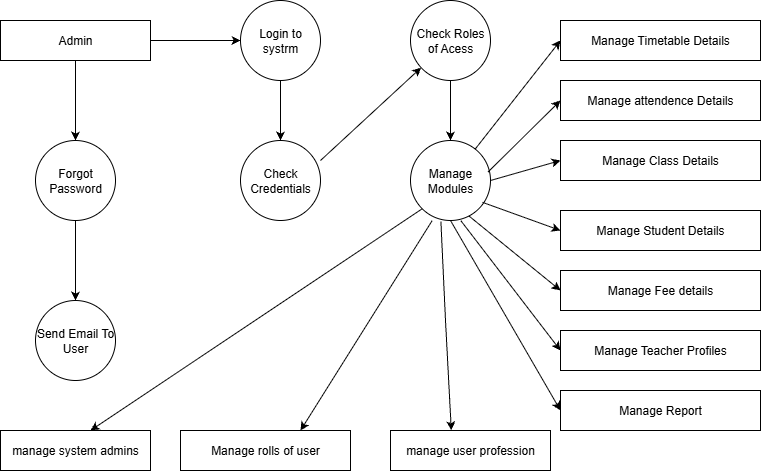 Admin
Login to
systrm
Check Roles
of Acess
Manage Timetable Details
Manage attendence Details
Forgot
Password
Check
Credentials
Manage
Modules
Manage Class Details
Manage Student Details
Manage Fee details
Send Email To
User
Manage Teacher Profiles
Manage Report
manage system admins
Manage rolls of user
manage user profession